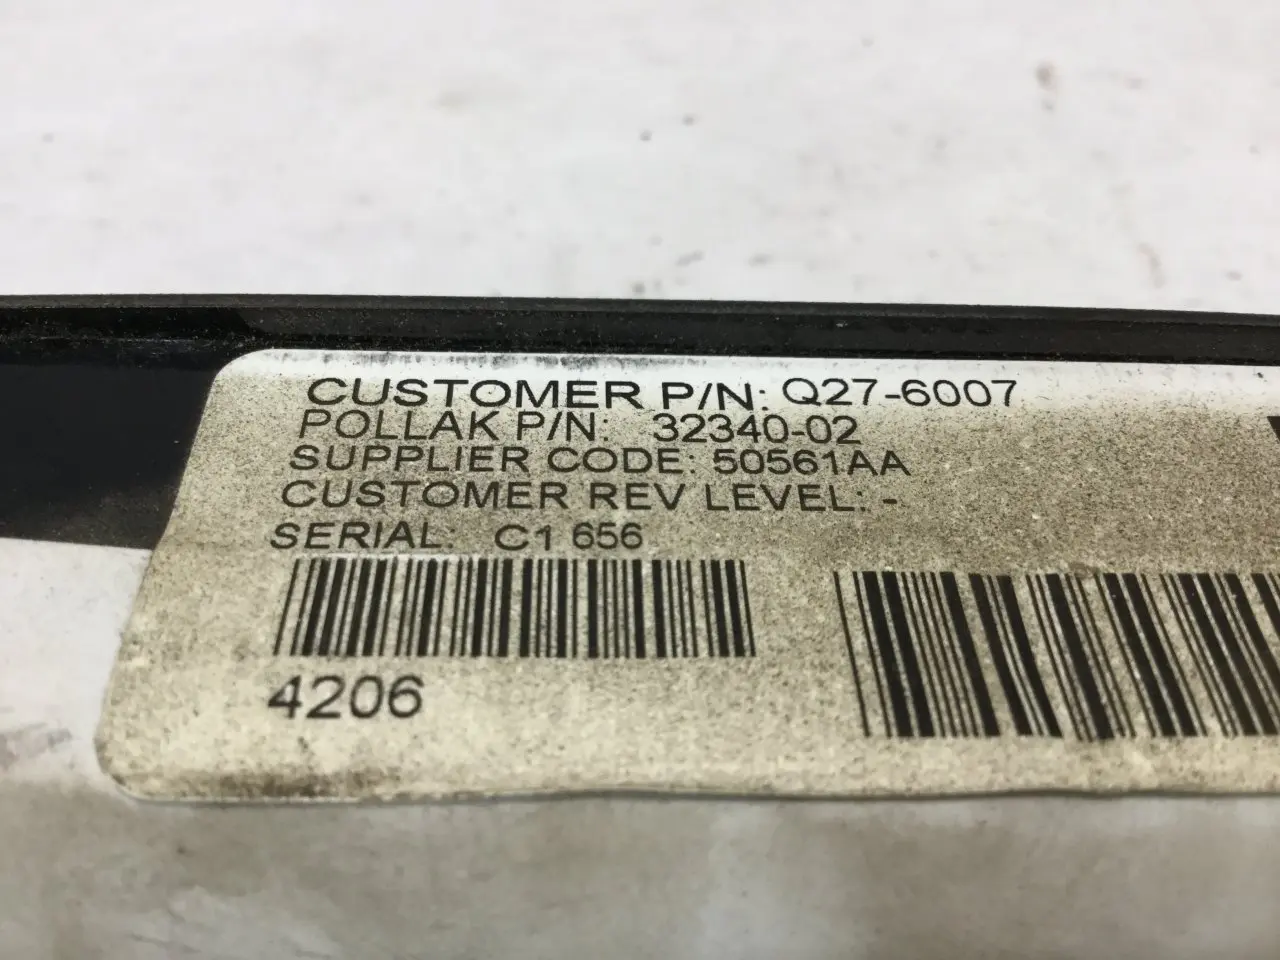 CUSTOMER P/N: Q27-6007
POLLAK P/N: 32340-02
SUPPLIER CODE: 50561AA
CUSTOMER REV LEVEL: -
SERIAL: C1 656
4206